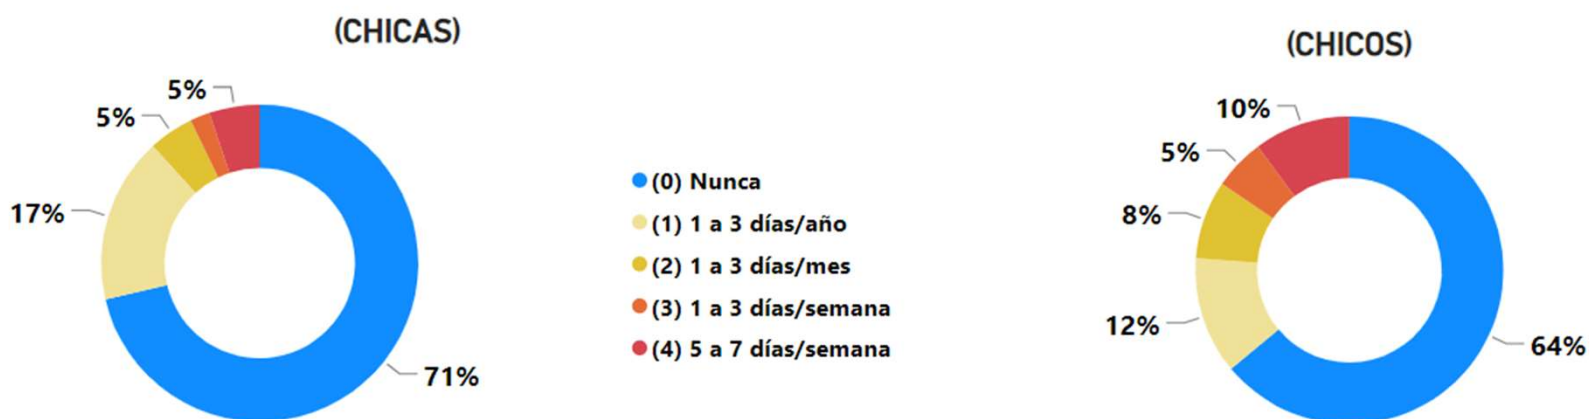 (CHICAS)
5%
5%
17%
71%
(0) Nunca
(1) 1 a 3 días/año
(2) 1 a 3 días/mes
(3) 1 a 3 días/semana
(4) 5 a 7 días/semana
(CHICOS)
10%
5%
8%
12%
64%